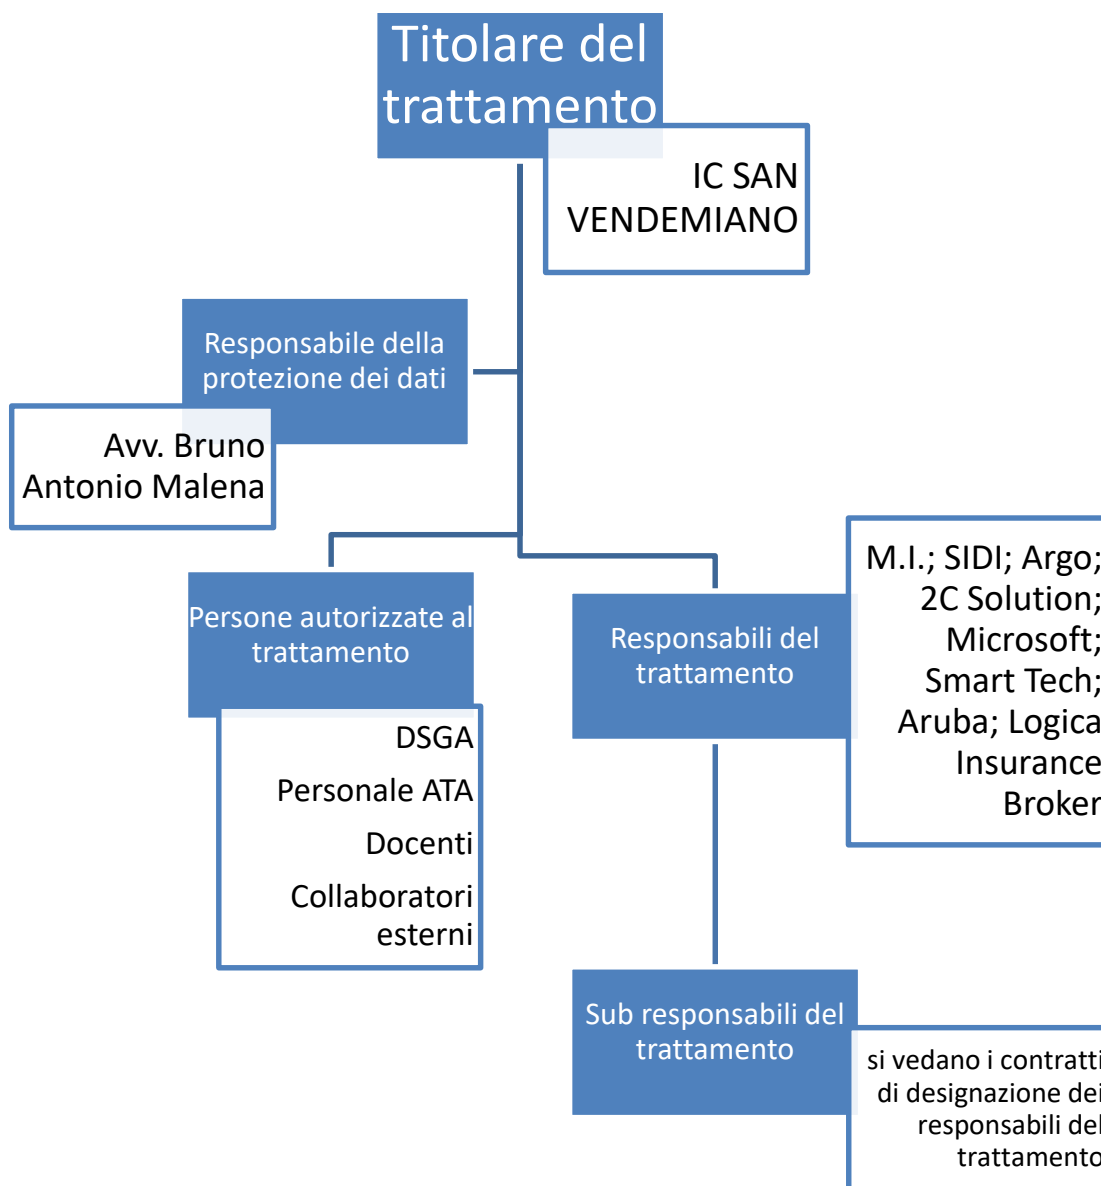 Titolare del
trattamento
IC SAN
VENDEMIANO
Responsabile della
protezione dei dati
Avv. Bruno
Antonio Malena
Persone autorizzate al
trattamento
DSGA
Personale ATA
Docenti
Collaboratori
esterni
Responsabili del
trattamento
M.I.; SIDI; Argo;
2C Solution;
Microsoft;
Smart Tech;
Aruba; Logica
Insurance
Broker
Sub responsabili del
trattamento
si vedano i contratti
di designazione dei
responsabili del
trattamento